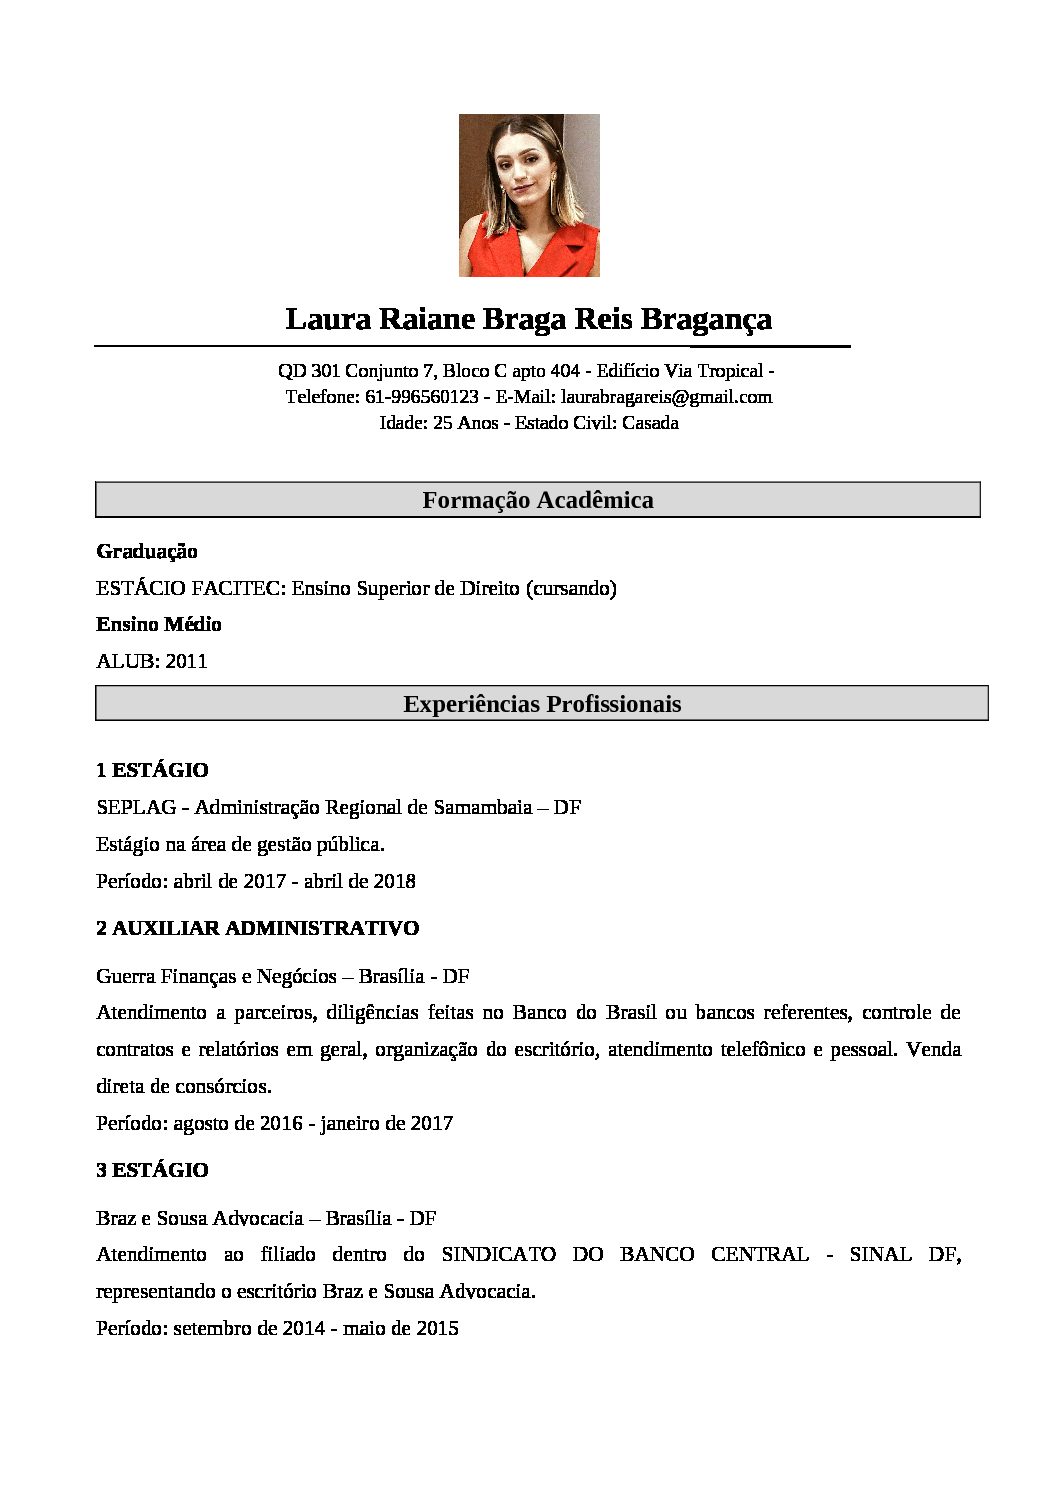 Laura Raiane Braga Reis Bragança
QD 301 Conjunto 7, Bloco C apto 404 - Edifício Via Tropical -
Telefone: 61-996560123 - E-Mail: laurabragareis@gmail.com
Idade: 25 Anos - Estado Civil: Casada
Formação Acadêmica
Graduação
ESTÁCIO FACITEC: Ensino Superior de Direito (cursando)
Ensino Médio
ALUB: 2011
Experiências Profissionais
1 ESTÁGIO
SEPLAG - Administração Regional de Samambaia – DF
Estágio na área de gestão pública.
Período: abril de 2017 - abril de 2018
2 AUXILIAR ADMINISTRATIVO
Guerra Finanças e Negócios – Brasília - DF
Atendimento a parceiros, diligências feitas no Banco do Brasil ou bancos referentes, controle de
contratos e relatórios em geral, organização do escritório, atendimento telefônico e pessoal. Venda
direta de consórcios.
Período: agosto de 2016 - janeiro de 2017
3 ESTÁGIO
Braz e Sousa Advocacia – Brasília - DF
Atendimento ao filiado dentro do SINDICATO DO BANCO CENTRAL - SINAL DF,
representando o escritório Braz e Sousa Advocacia.
Período: setembro de 2014 - maio de 2015